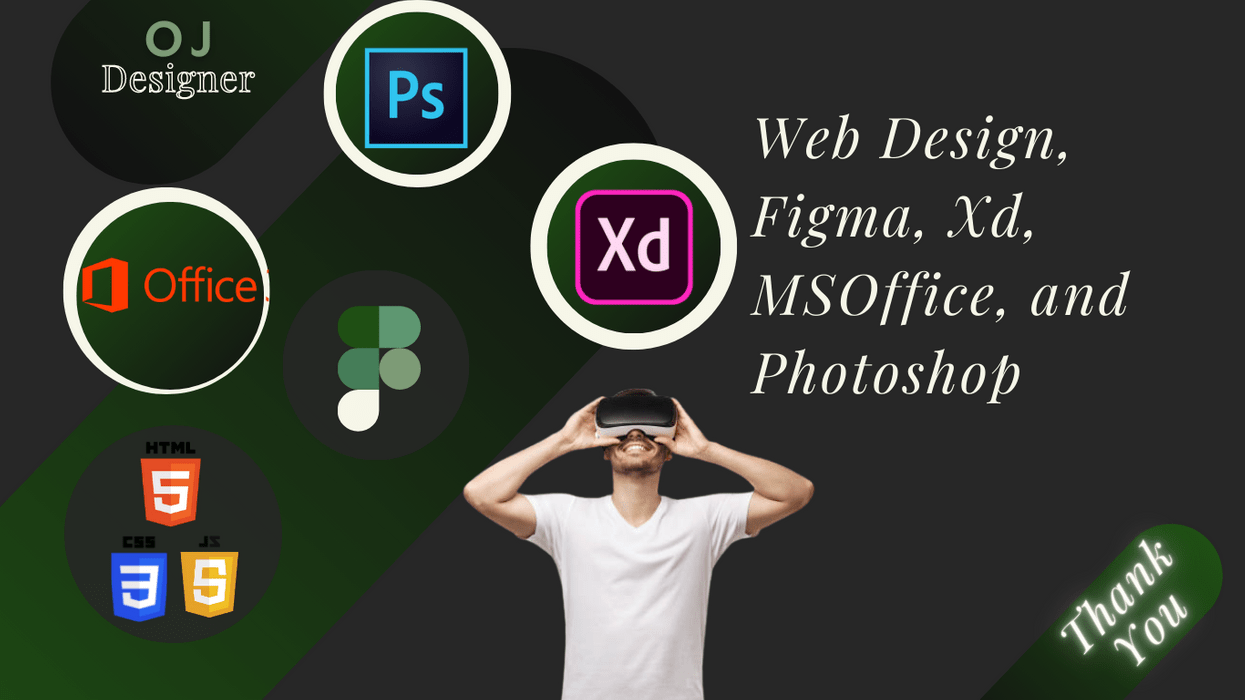 OJ
Designer
Ps
Xd
Web Design,
Figma, Xd,
MSOffice, and
Photoshop
Office
HTML
5
CSS JS
3 5
Thank
You